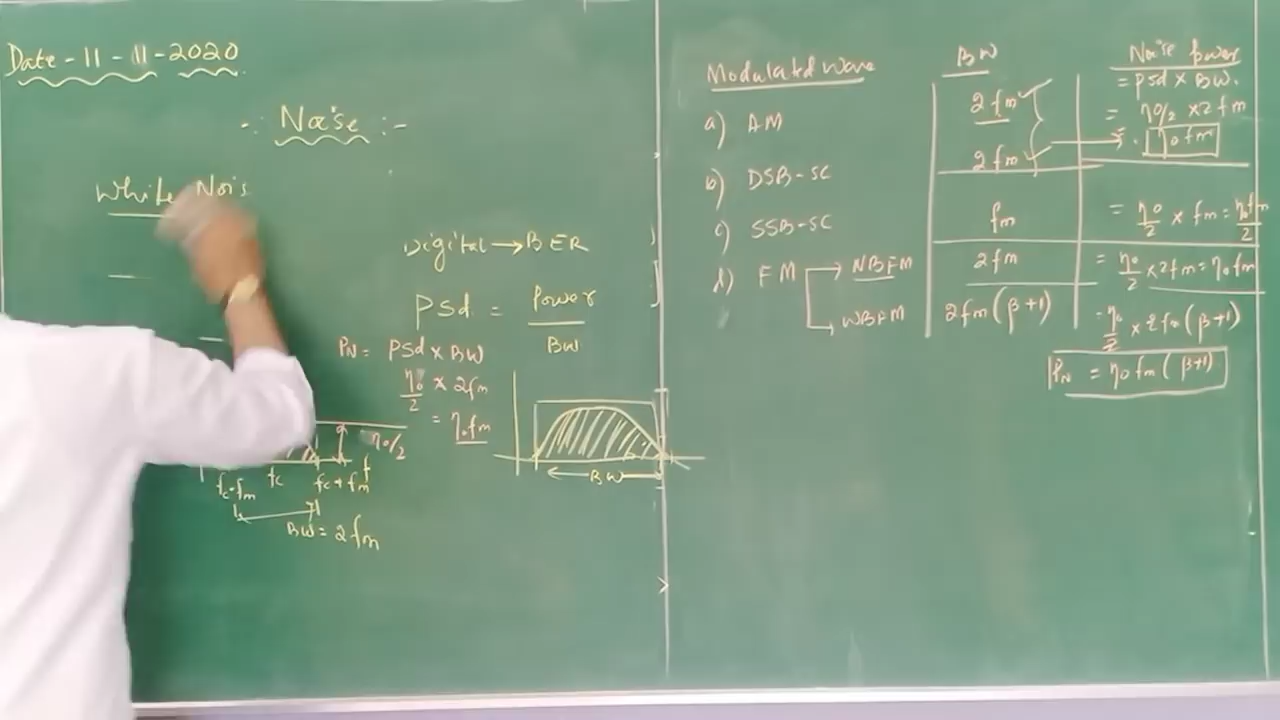 Date - 11 - 11 - 2020
-: Noise :-
White Nois
Digital → BER
Psd. = Power / BW
PN = Psd × BW
η0/2 × 2fm
= η0fm
η0/2
fc-fm fc fc+fm f
BW = 2fm
BW
Modulated Wave
a) AM
b) DSB-SC
c) SSB-SC
d) FM → NBFM
→ WBFM
BW
2fm
2fm
fm
2fm
2fm(β+1)
Noise power
= Psd × BW.
= η0/2 × 2fm
= η0fm
= η0/2 × fm = η0fm/2
= η0/2 × 2fm = η0fm
= η0/2 × 2fm(β+1)
PN = η0fm(β+1)